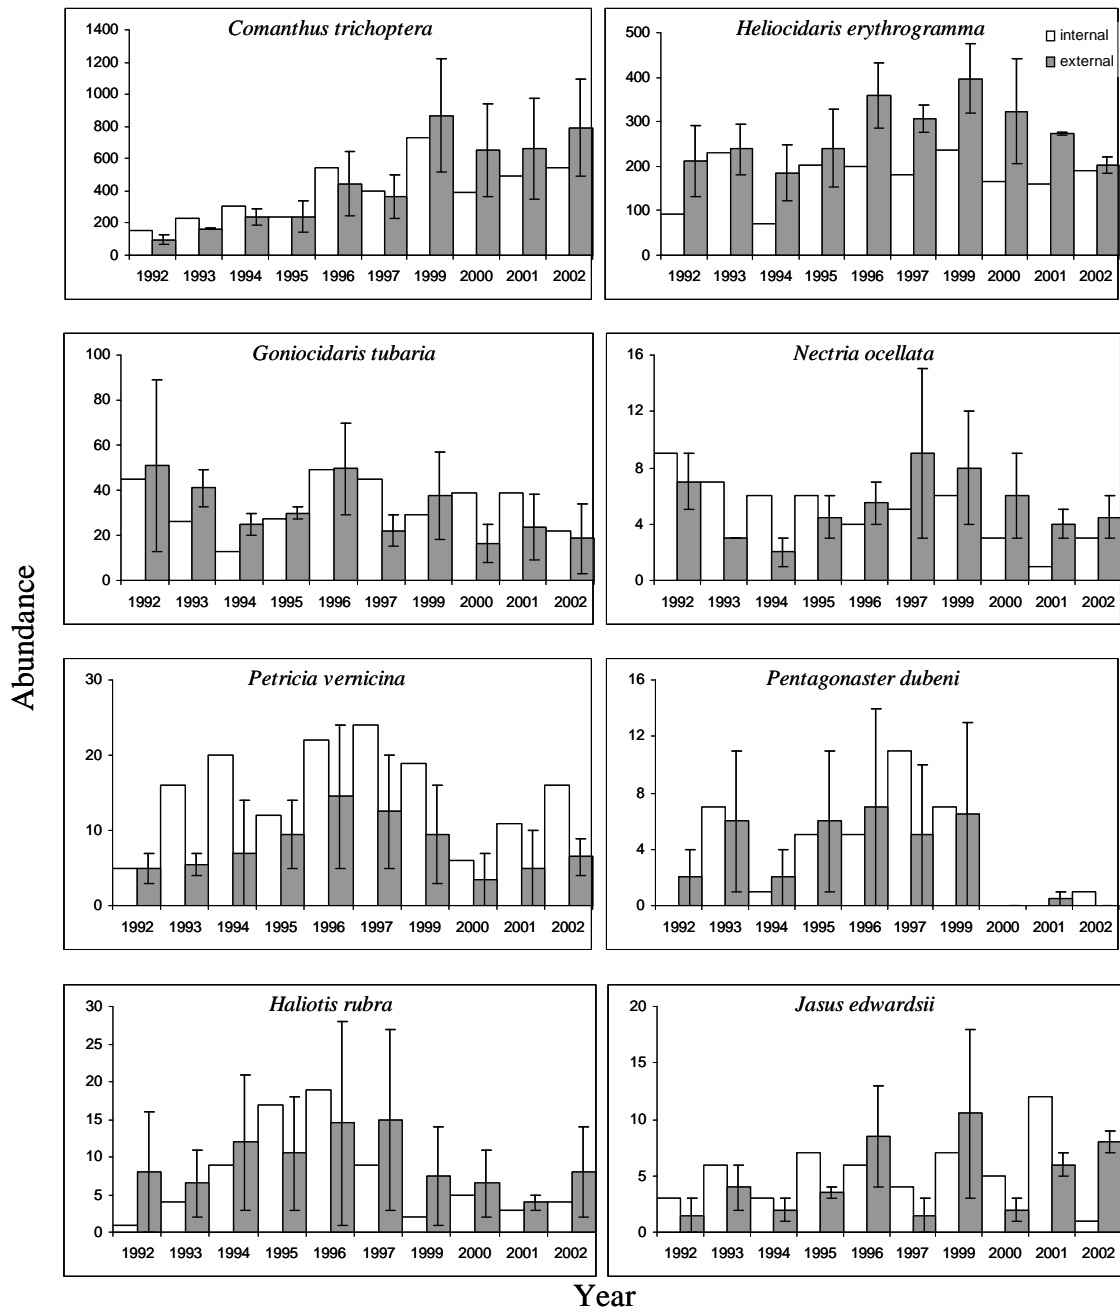 Comanthus trichoptera
1400
1200
1000
800
600
400
200
0
1992 1993 1994 1995 1996 1997 1999 2000 2001 2002
Heliocidaris erythrogramma
internal
external
500
400
300
200
100
0
1992 1993 1994 1995 1996 1997 1999 2000 2001 2002
Goniocidaris tubaria
100
80
60
40
20
0
1992 1993 1994 1995 1996 1997 1999 2000 2001 2002
Nectria ocellata
16
12
8
4
0
1992 1993 1994 1995 1996 1997 1999 2000 2001 2002
Abundance
Petricia vernicina
30
20
10
0
1992 1993 1994 1995 1996 1997 1999 2000 2001 2002
Pentagonaster dubeni
16
12
8
4
0
1992 1993 1994 1995 1996 1997 1999 2000 2001 2002
Haliotis rubra
30
25
20
15
10
5
0
1992 1993 1994 1995 1996 1997 1999 2000 2001 2002
Jasus edwardsii
20
15
10
5
0
1992 1993 1994 1995 1996 1997 1999 2000 2001 2002
Year